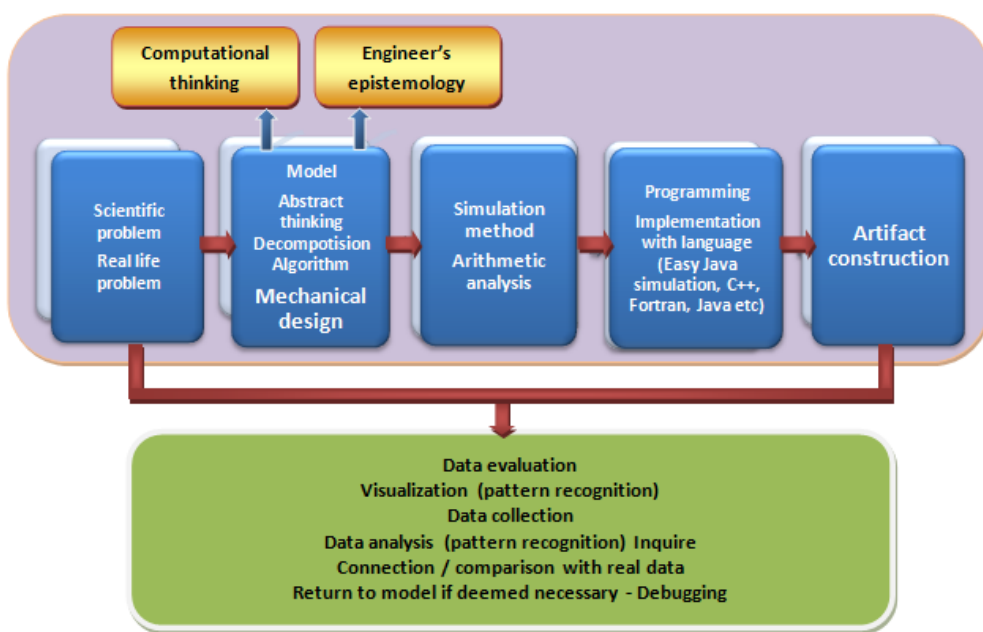 Computational
thinking
Engineer's
epistemology
Scientific
problem
Real life
problem
Model
Abstract
thinking
Decompotision
Algorithm
Mechanical
design
Simulation
method
Arithmetic
analysis
Programming
Implementation
with language
(Easy Java
simulation, C++,
Fortran, Java etc)
Artifact
construction
Data evaluation
Visualization (pattern recognition)
Data collection
Data analysis (pattern recognition) Inquire
Connection / comparison with real data
Return to model if deemed necessary - Debugging